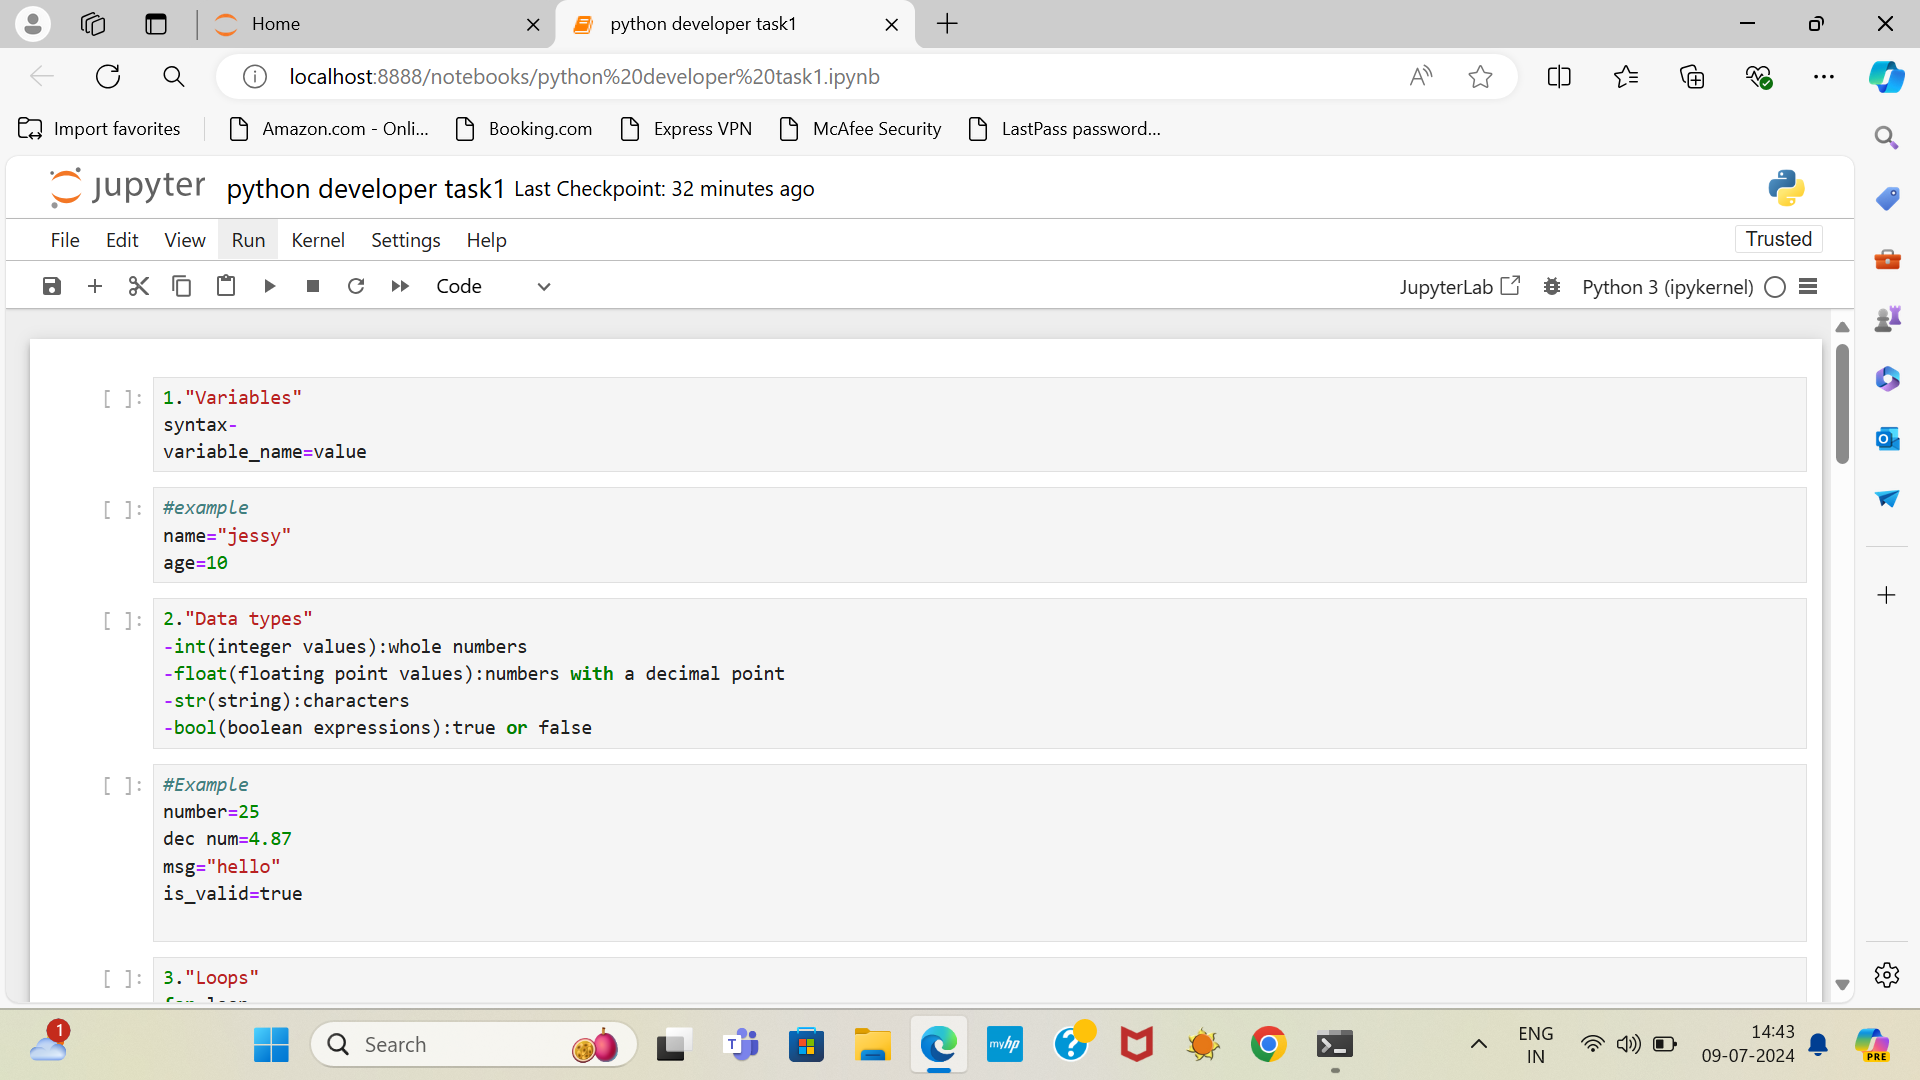 Home
python developer task1
localhost:8888/notebooks/python%20developer%20task1.ipynb
Import favorites
Amazon.com - Onli...
Booking.com
Express VPN
McAfee Security
LastPass password...
jupyter python developer task1 Last Checkpoint: 32 minutes ago
File Edit View Run Kernel Settings Help
Trusted
Code
JupyterLab
Python 3 (ipykernel)
[ ]: 1."Variables"
syntax-
variable_name=value
[ ]: #example
name="jessy"
age=10
[ ]: 2."Data types"
-int(integer values):whole numbers
-float(floating point values):numbers with a decimal point
-str(string):characters
-bool(boolean expressions):true or false
[ ]: #Example
number=25
dec num=4.87
msg="hello"
is_valid=true
[ ]: 3."Loops"
for loop
1
Search
T
myhp
ENG
IN
14:43
09-07-2024
PRE